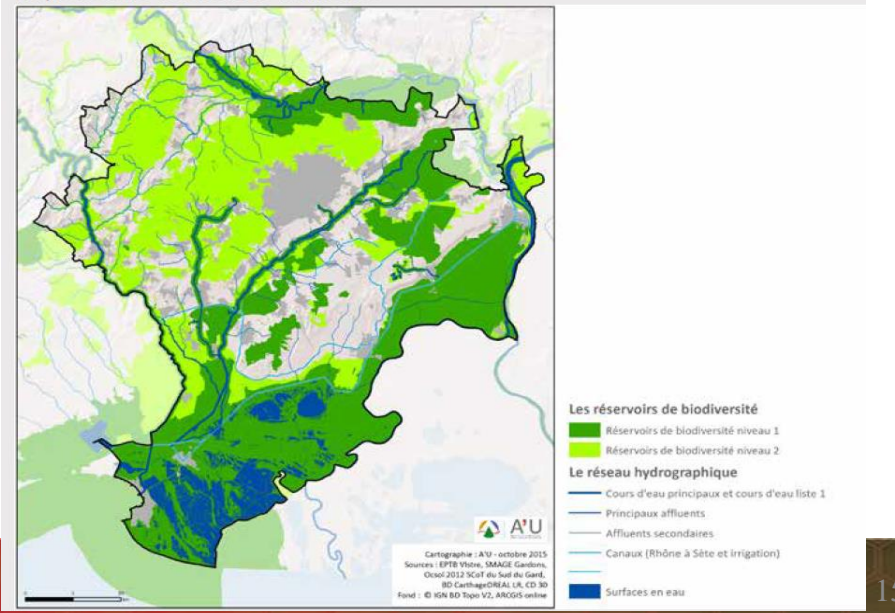 Les réservoirs de biodiversité
Réservoirs de biodiversité niveau 1
Réservoirs de biodiversité niveau 2
Le réseau hydrographique
Cours d'eau principaux et cours d'eau liste 1
Principaux affluents
Affluents secondaires
Canaux (Rhône à Sète et irrigation)
Surfaces en eau
A'U
Cartographie : A'U - octobre 2015
Sources : EPTB Vistre, SMAGE Gardons,
Ocsol 2012 SCoT du Sud du Gard,
BD CarthageDREAL LR, CD 30
Fond : © IGN BD Topo V2, ARCGIS online